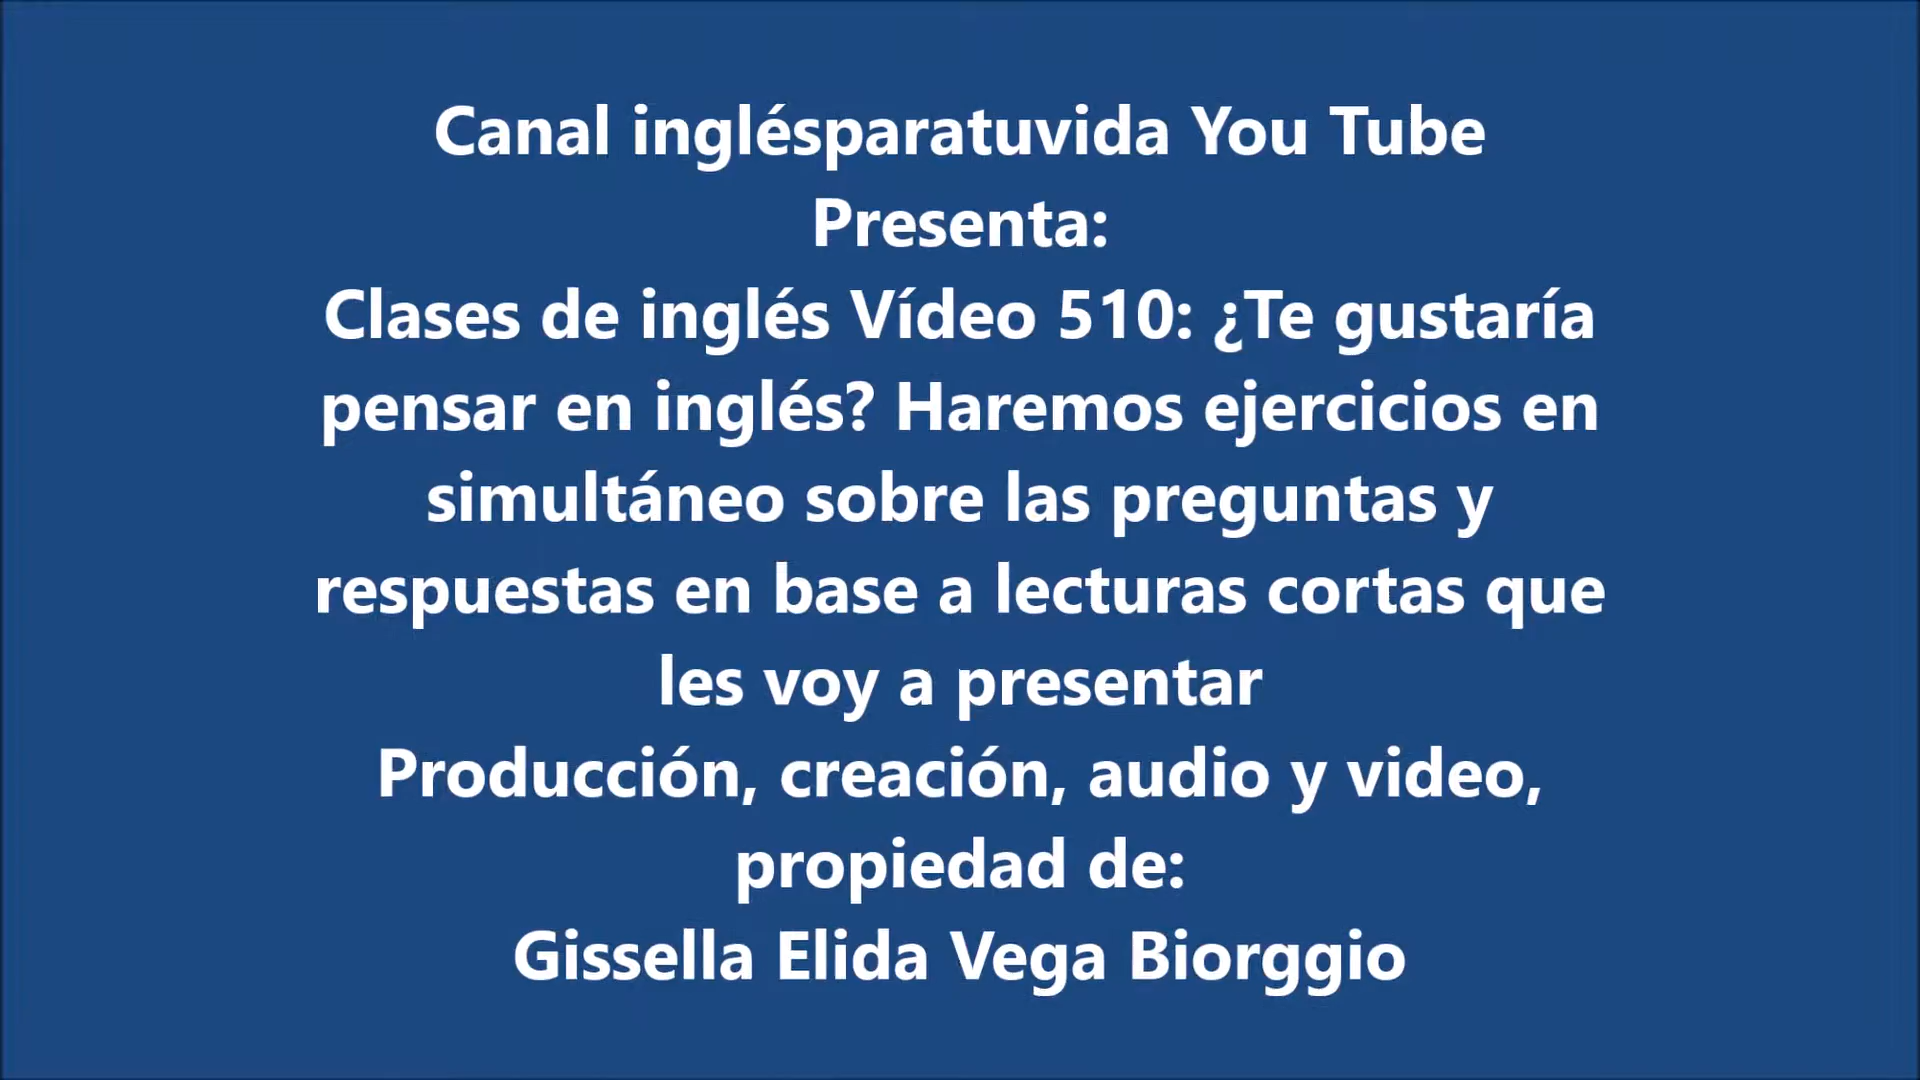 Canal inglésparatuvida You Tube
Presenta:
Clases de inglés Vídeo 510: ¿Te gustaría
pensar en inglés? Haremos ejercicios en
simultáneo sobre las preguntas y
respuestas en base a lecturas cortas que
les voy a presentar
Producción, creación, audio y video,
propiedad de:
Gissella Elida Vega Biorggio